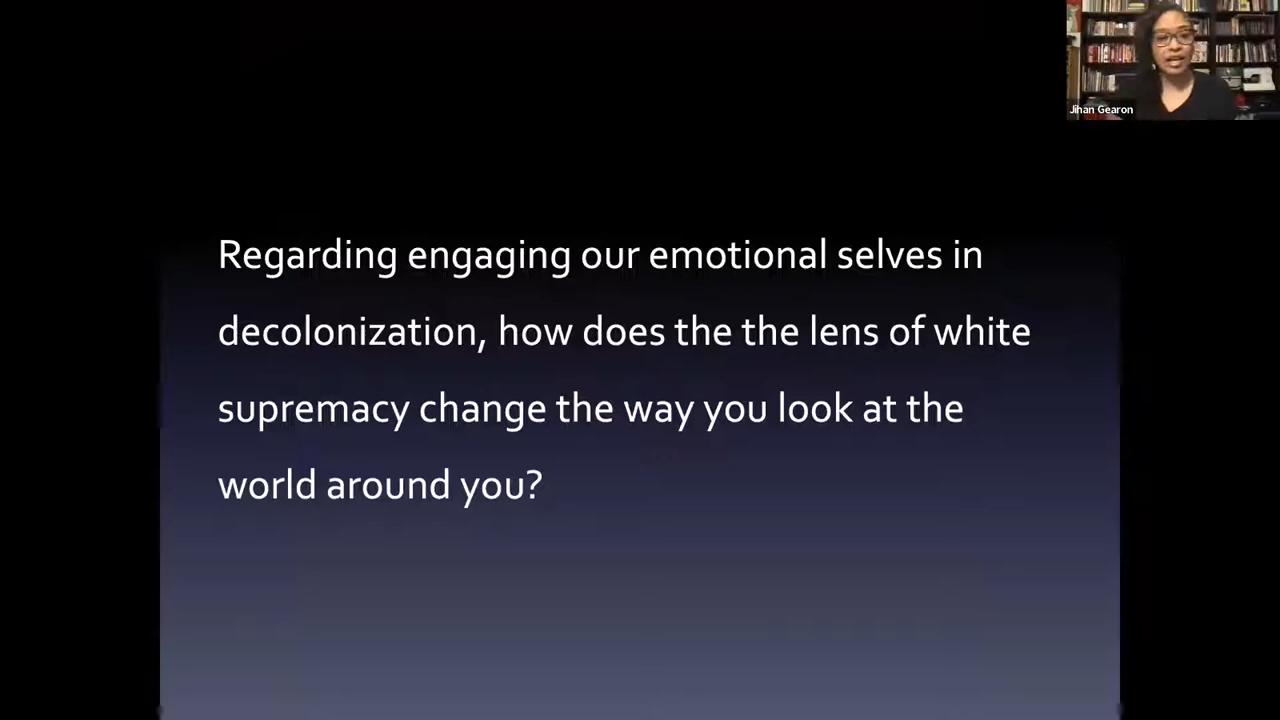 Jihan Gearon
Regarding engaging our emotional selves in
decolonization, how does the the lens of white
supremacy change the way you look at the
world around you?